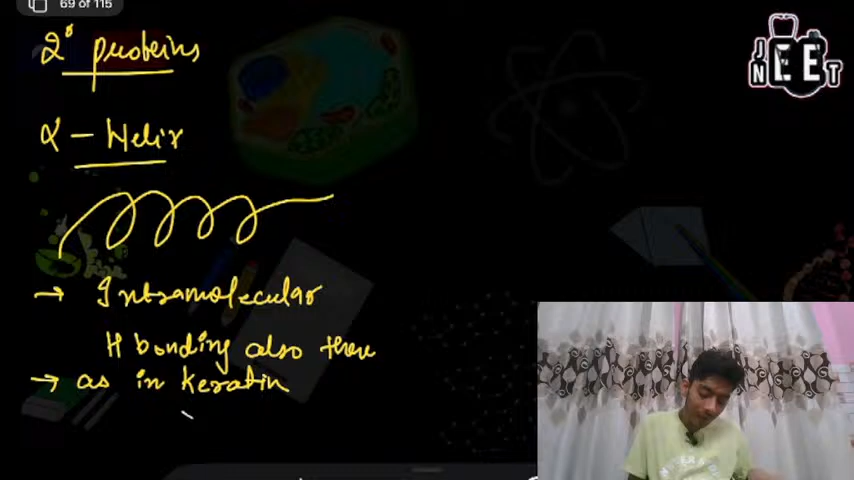 69 of 115
2° proteins
α - Helix
→ Intramolecular
H bonding also there
→ as in keratin
J
NEET